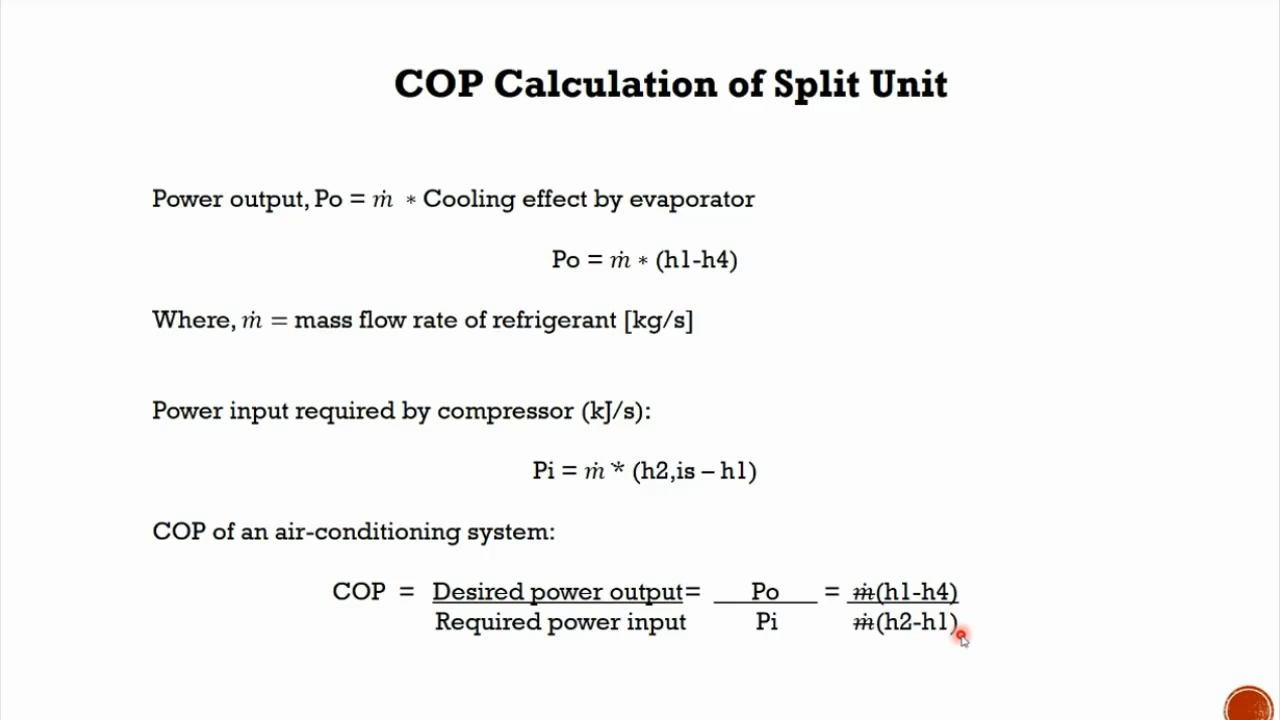 COP Calculation of Split Unit
Power output, Po = ṁ * Cooling effect by evaporator
Po = ṁ * (h1-h4)
Where, ṁ = mass flow rate of refrigerant [kg/s]
Power input required by compressor (kJ/s):
Pi = ṁ * (h2,is – h1)
COP of an air-conditioning system:
COP = Desired power output= Po = ṁ(h1-h4)
Required power input Pi ṁ(h2-h1)